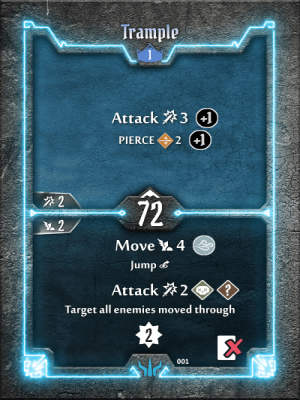 Trample
1
Attack 3 +1
PIERCE 2 +1
2
72
2
Move 4
Jump
Attack 2 ?
Target all enemies moved through
2
001